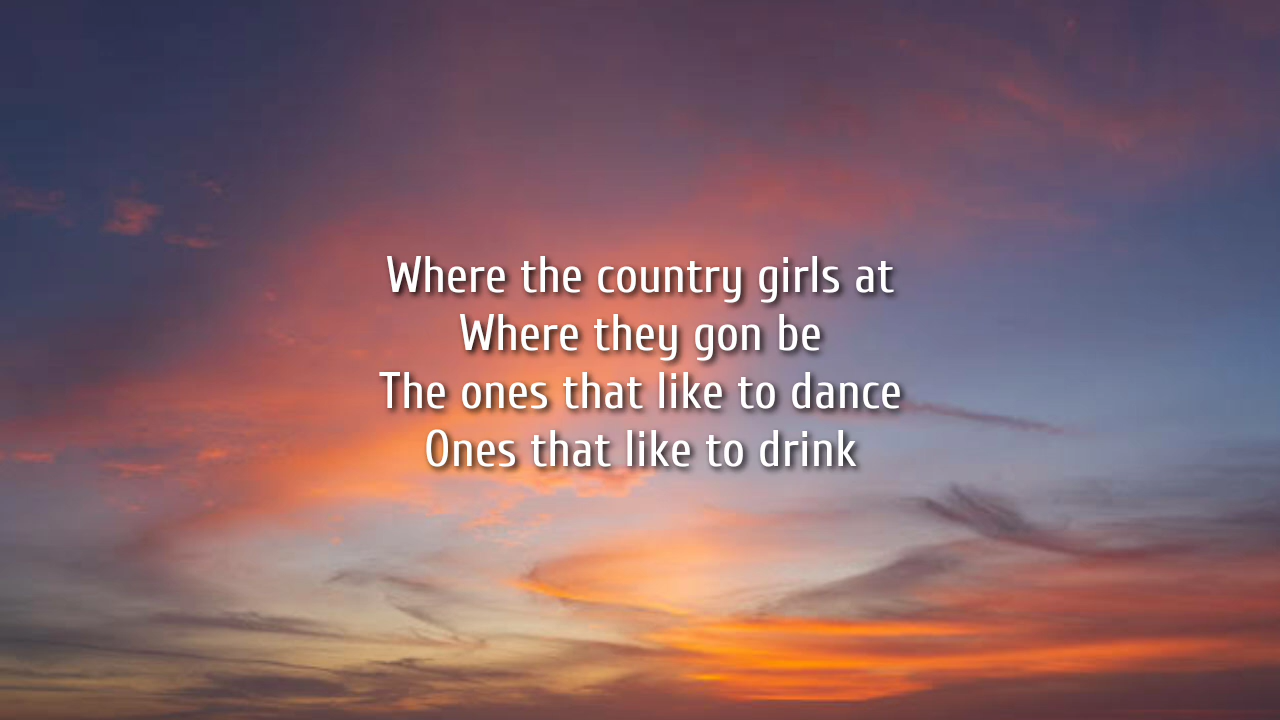 Where the country girls at
Where they gon be
The ones that like to dance
Ones that like to drink